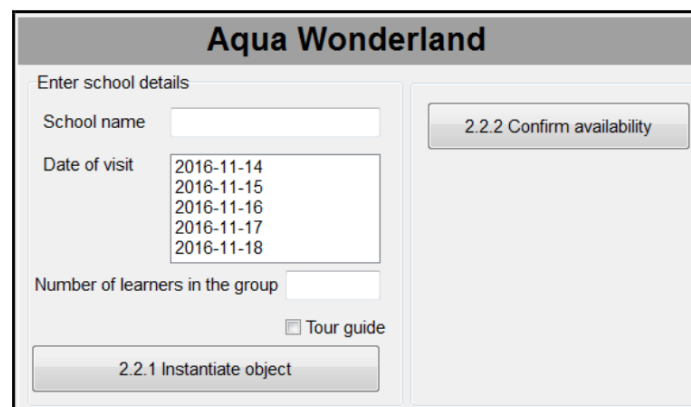 Aqua Wonderland
Enter school details
School name
Date of visit
2016-11-14
2016-11-15
2016-11-16
2016-11-17
2016-11-18
Number of learners in the group
Tour guide
2.2.1 Instantiate object
2.2.2 Confirm availability